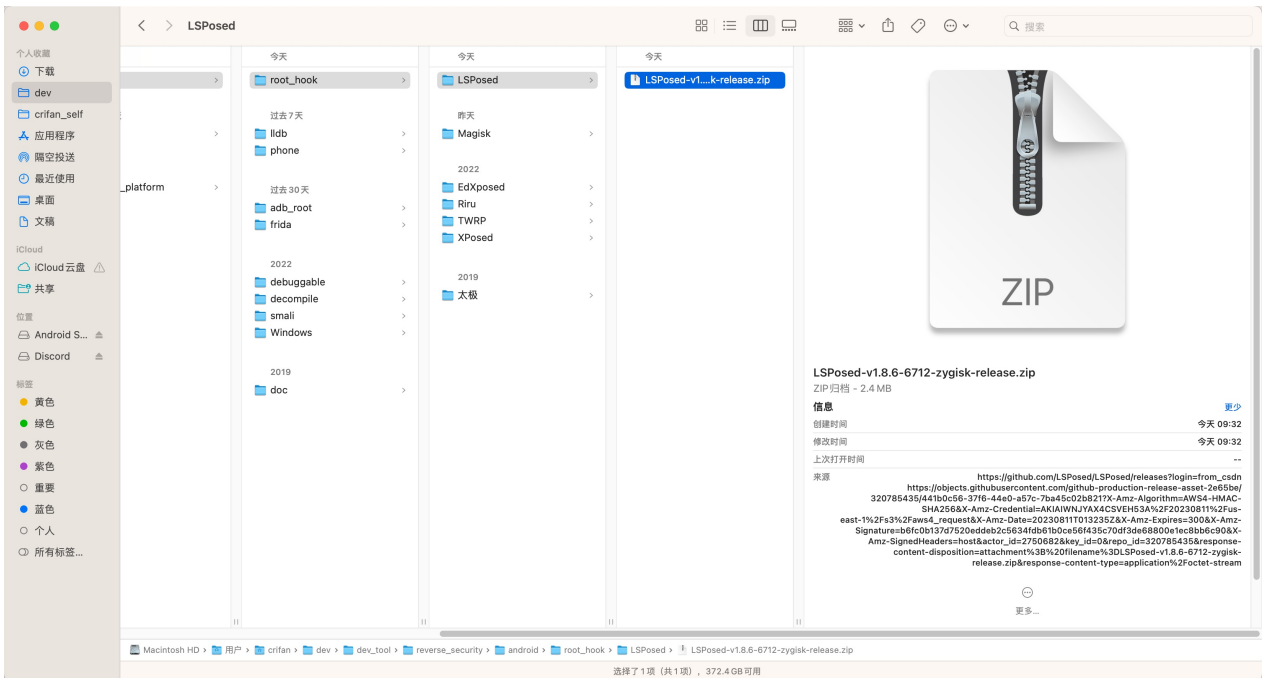 LSPosed
搜索
个人收藏
下载
dev
crifan_self
应用程序
隔空投送
最近使用
桌面
文稿
iCloud
iCloud云盘
共享
位置
Android S...
Discord
标签
黄色
绿色
灰色
紫色
重要
蓝色
个人
所有标签...
_platform
今天
root_hook
过去7天
lldb
phone
过去30天
adb_root
frida
2022
debuggable
decompile
smali
Windows
2019
doc
今天
LSPosed
昨天
Magisk
2022
EdXposed
Riru
TWRP
XPosed
2019
太极
今天
LSPosed-v1....k-release.zip
ZIP
LSPosed-v1.8.6-6712-zygisk-release.zip
ZIP归档 - 2.4 MB
信息 更少
创建时间 今天 09:32
修改时间 今天 09:32
上次打开时间 --
来源 https://github.com/LSPosed/LSPosed/releases?login=from_csdn
https://objects.githubusercontent.com/github-production-release-asset-2e65be/
320785435/441b0c56-37f6-44e0-a57c-7ba45c02b821?X-Amz-Algorithm=AWS4-HMAC-
SHA256&X-Amz-Credential=AKIAIWNJYAX4CSVEH53A%2F20230811%2Fus-
east-1%2Fs3%2Faws4_request&X-Amz-Date=20230811T013235Z&X-Amz-Expires=300&X-Amz-
Signature=b6fc0b137d7520eddeb2c5634fdb61b0ce56f435c70df3de68800e1ec8bb6c90&X-
Amz-SignedHeaders=host&actor_id=2750682&key_id=0&repo_id=320785435&response-
content-disposition=attachment%3B%20filename%3DLSPosed-v1.8.6-6712-zygisk-
release.zip&response-content-type=application%2Foctet-stream
更多...
Macintosh HD › 用户 › crifan › dev › dev_tool › reverse_security › android › root_hook › LSPosed › LSPosed-v1.8.6-6712-zygisk-release.zip
选择了1项（共1项），372.4 GB可用